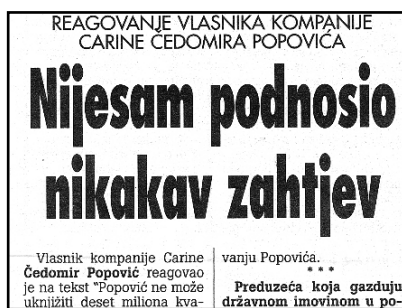 REAGOVANJE VLASNIKA KOMPANIJE
CARINE ČEDOMIRA POPOVIĆA
Nijesam podnosio
nikakav zahtjev
Vlasnik kompanije Carine
Čedomir Popović reagovao
je na tekst "Popović ne može
uknjižiti deset miliona kva-
vanju Popovića.
* * *
Preduzeća koja gazduju
državnom imovinom u po-